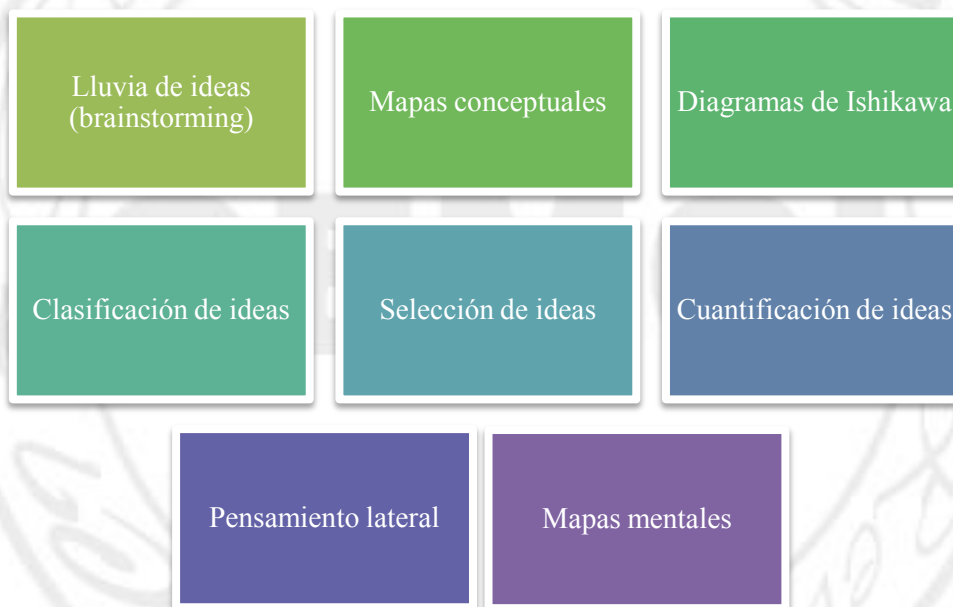 Lluvia de ideas
(brainstorming)
Mapas conceptuales
Diagramas de Ishikawa
Clasificación de ideas
Selección de ideas
Cuantificación de ideas
Pensamiento lateral
Mapas mentales